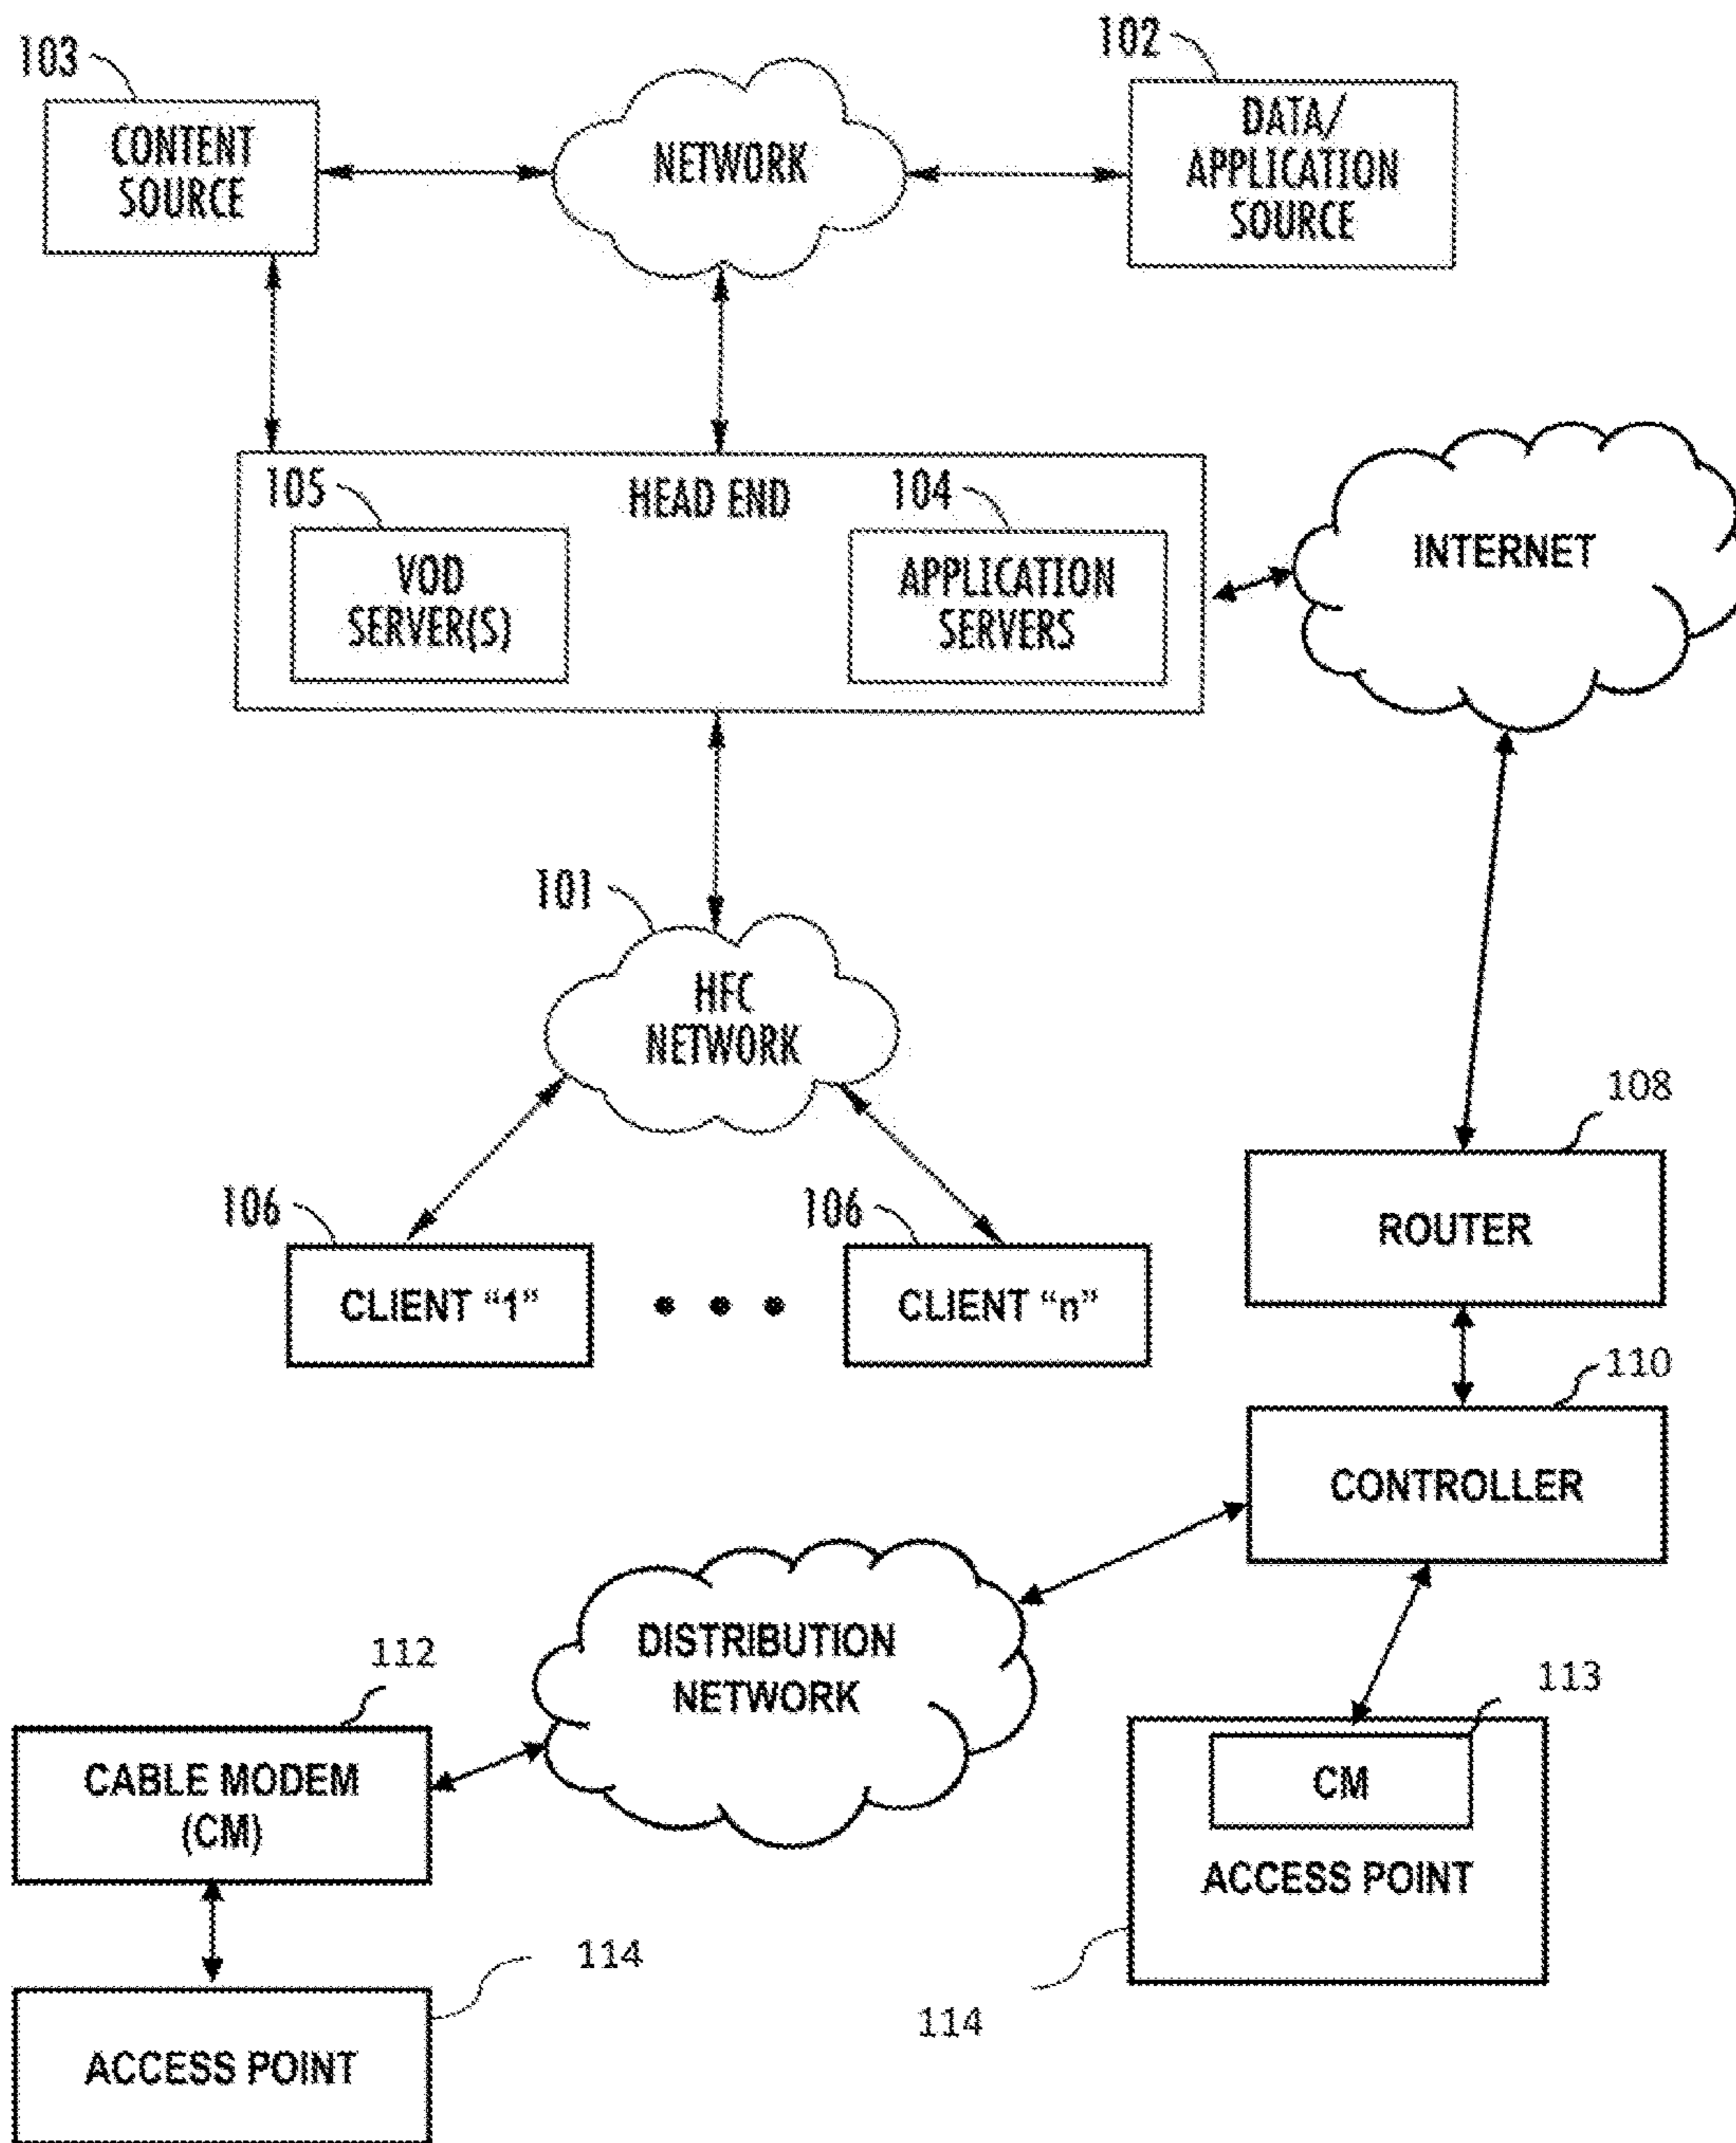 103
102
CONTENT
SOURCE
NETWORK
DATA/
APPLICATION
SOURCE
105
HEAD END
104
VOD
SERVER(S)
APPLICATION
SERVERS
INTERNET
101
HFC
NETWORK
108
106
106
ROUTER
CLIENT "1"
CLIENT "n"
110
CONTROLLER
DISTRIBUTION
NETWORK
112
113
CABLE MODEM
(CM)
CM
ACCESS POINT
114
114
ACCESS POINT